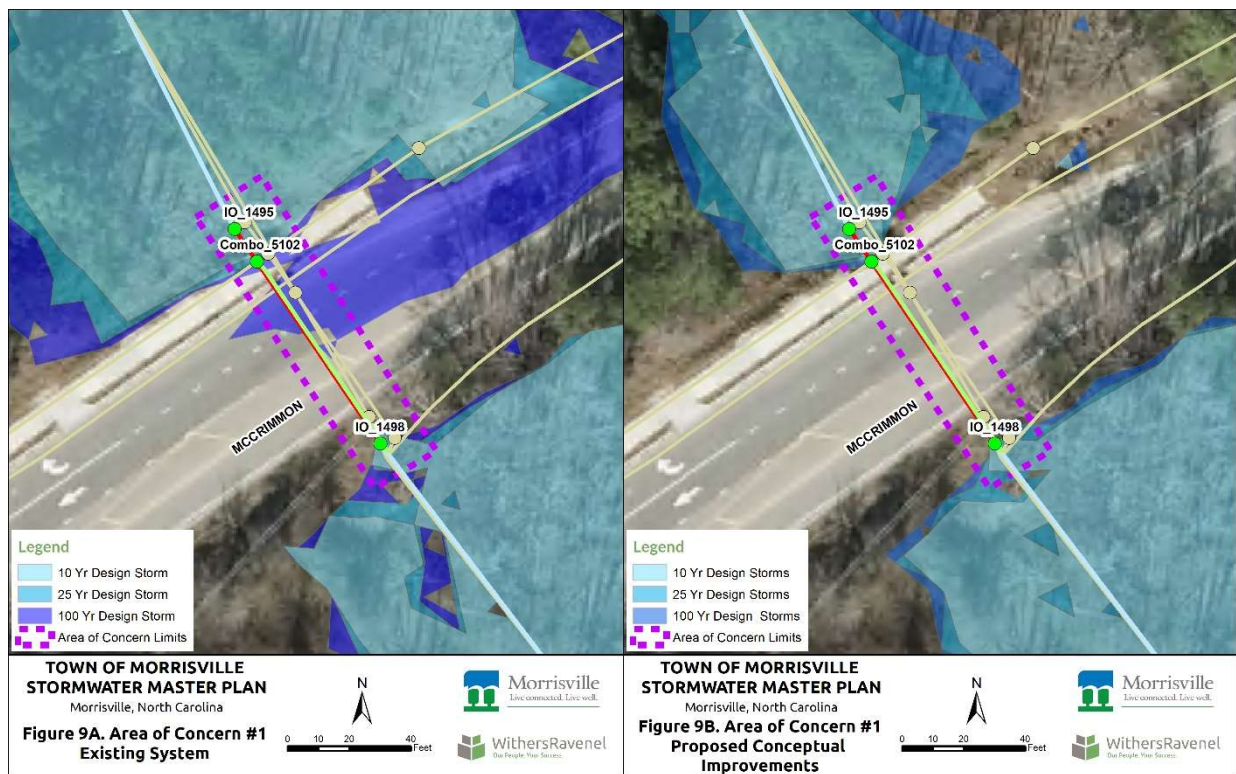 IO_1495
Combo_5102
IO_1498
MCCRIMMON
Legend
10 Yr Design Storm
25 Yr Design Storm
100 Yr Design Storm
Area of Concern Limits
TOWN OF MORRISVILLE
STORMWATER MASTER PLAN
Morrisville, North Carolina
Figure 9A. Area of Concern #1
Existing System
N
0 10 20 40
Feet
Morrisville
Live connected. Live well.
WithersRavenel
Our People. Your Success.
IO_1495
Combo_5102
IO_1498
MCCRIMMON
Legend
10 Yr Design Storms
25 Yr Design Storms
100 Yr Design  Storms
Area of Concern Limits
TOWN OF MORRISVILLE
STORMWATER MASTER PLAN
Morrisville, North Carolina
Figure 9B. Area of Concern #1
Proposed Conceptual
Improvements
N
0 10 20 40
Feet
Morrisville
Live connected. Live well.
WithersRavenel
Our People. Your Success.